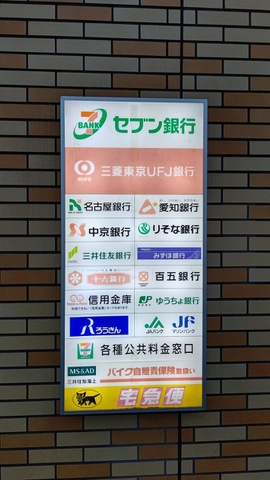 7 BANK セブン銀行
MUFG 三菱東京UFJ銀行
名古屋銀行 愛知銀行
中京銀行 りそな銀行
SMBC 三井住友銀行 みずほ銀行
十六銀行 百五銀行
信用金庫 JP ゆうちょ銀行
ろうきん JA JAバンク JF マリンバンク
各種公共料金窓口
MS&AD 三井住友海上 バイク自賠責保険取扱い
宅急便